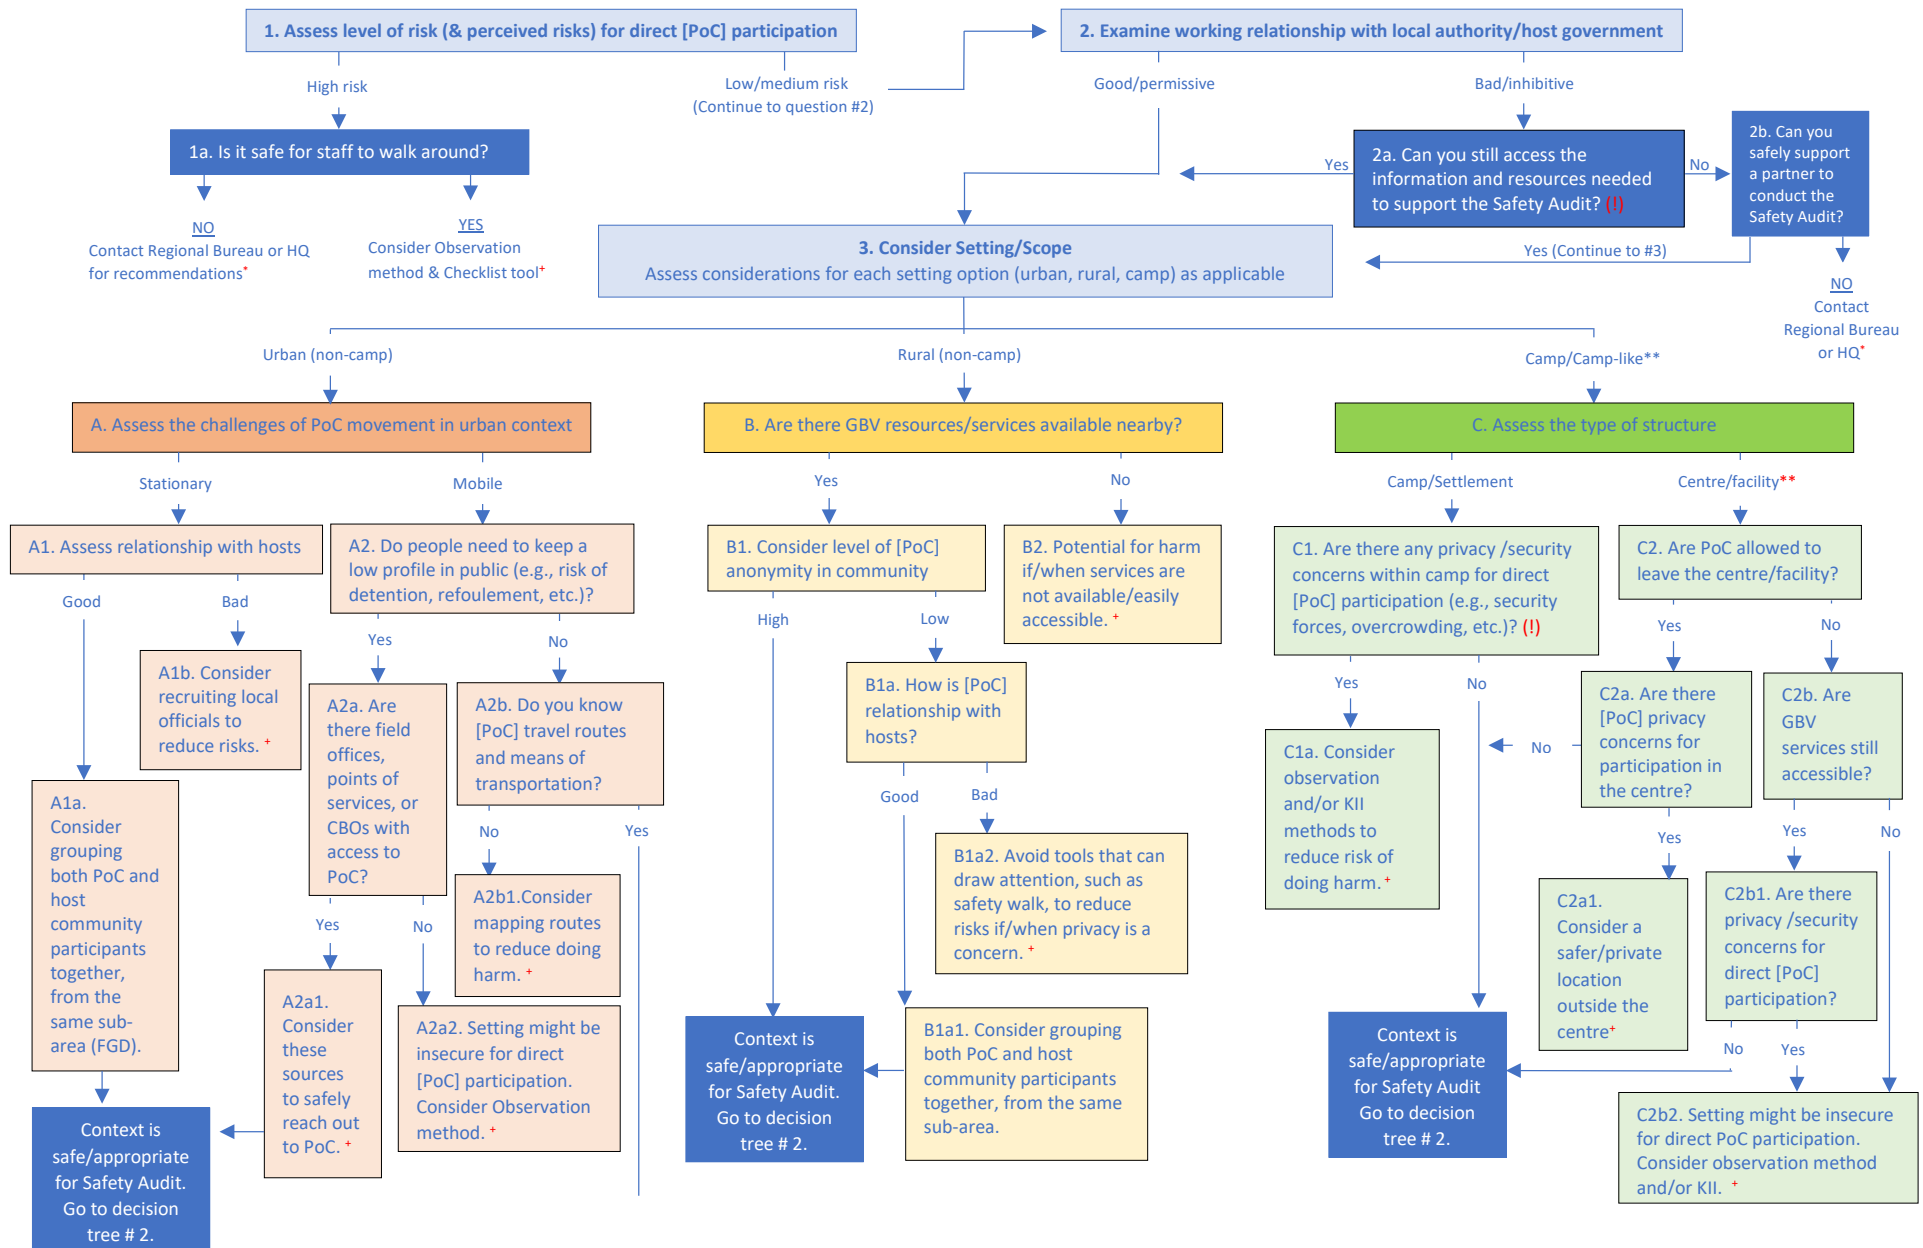 1. Assess level of risk (& perceived risks) for direct [PoC] participation
2. Examine working relationship with local authority/host government
High risk
Low/medium risk
(Continue to question #2)
Good/permissive
Bad/inhibitive
1a. Is it safe for staff to walk around?
NO
Contact Regional Bureau or HQ
for recommendations*
YES
Consider Observation
method & Checklist tool+
2a. Can you still access the
information and resources needed
to support the Safety Audit? (!)
Yes
No
2b. Can you
safely support
a partner to
conduct the
Safety Audit?
Yes (Continue to #3)
NO
Contact
Regional Bureau
or HQ*
3. Consider Setting/Scope
Assess considerations for each setting option (urban, rural, camp) as applicable
Urban (non-camp)
Rural (non-camp)
Camp/Camp-like**
A. Assess the challenges of PoC movement in urban context
Stationary
Mobile
A1. Assess relationship with hosts
Good
Bad
A1b. Consider
recruiting local
officials to
reduce risks. +
A1a.
Consider
grouping
both PoC and
host
community
participants
together,
from the
same sub-
area (FGD).
Context is
safe/appropriate
for Safety Audit.
Go to decision
tree # 2.
A2. Do people need to keep a
low profile in public (e.g., risk of
detention, refoulement, etc.)?
Yes
No
A2a. Are
there field
offices,
points of
services, or
CBOs with
access to
PoC?
Yes
No
A2a1.
Consider
these
sources
to safely
reach out
to PoC. +
A2a2. Setting might be
insecure for direct
[PoC] participation.
Consider Observation
method. +
A2b. Do you know
[PoC] travel routes
and means of
transportation?
No
Yes
A2b1.Consider
mapping routes
to reduce doing
harm. +
B. Are there GBV resources/services available nearby?
Yes
No
B1. Consider level of [PoC]
anonymity in community
B2. Potential for harm
if/when services are
not available/easily
accessible. +
High
Low
B1a. How is [PoC]
relationship with
hosts?
Good
Bad
B1a2. Avoid tools that can
draw attention, such as
safety walk, to reduce
risks if/when privacy is a
concern. +
B1a1. Consider grouping
both PoC and host
community participants
together, from the same
sub-area.
Context is
safe/appropriate
for Safety Audit.
Go to decision
tree # 2.
C. Assess the type of structure
Camp/Settlement
Centre/facility**
C1. Are there any privacy /security
concerns within camp for direct
[PoC] participation (e.g., security
forces, overcrowding, etc.)? (!)
Yes
No
C1a. Consider
observation
and/or KII
methods to
reduce risk of
doing harm. +
C2. Are PoC allowed to
leave the centre/facility?
Yes
No
C2a. Are there
[PoC] privacy
concerns for
participation in
the centre?
No
Yes
C2a1.
Consider a
safer/private
location
outside the
centre+
C2b. Are
GBV
services still
accessible?
Yes
No
C2b1. Are there
privacy /security
concerns for
direct [PoC]
participation?
No
Yes
C2b2. Setting might be insecure
for direct PoC participation.
Consider observation method
and/or KII. +
Context is
safe/appropriate
for Safety Audit
Go to decision
tree # 2.